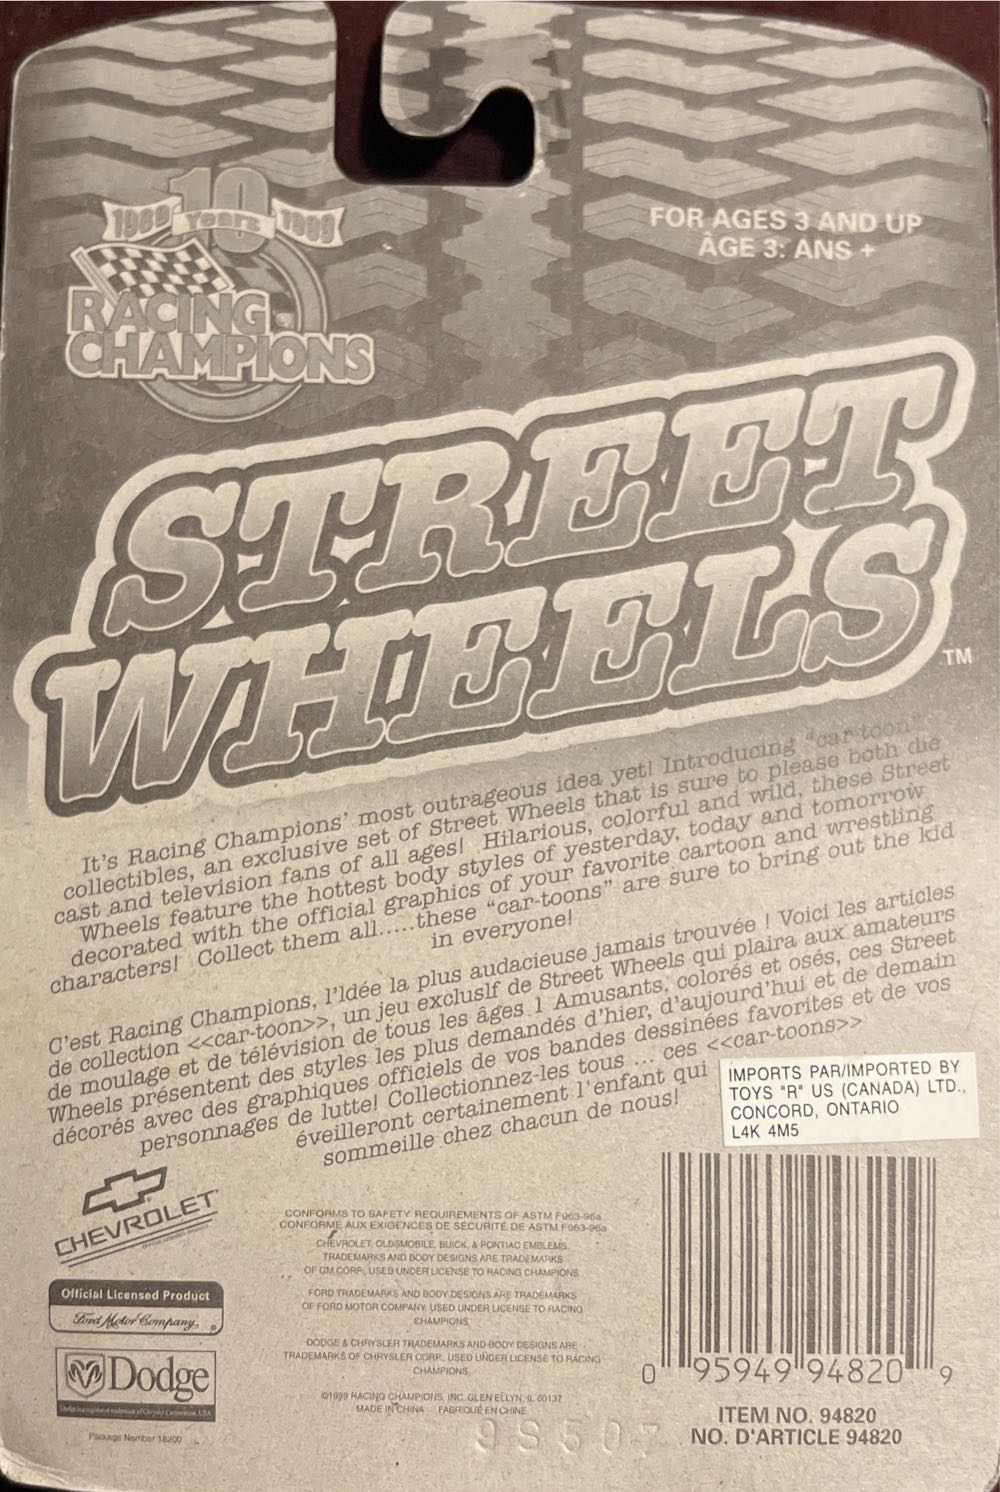 1989 10 Years 1999
RACING
CHAMPIONS
FOR AGES 3 AND UP
ÂGE 3: ANS +
STREET
WHEELS ™
It's Racing Champions' most outrageous idea yet! Introducing "car-toon"
collectibles, an exclusive set of Street Wheels that is sure to please both die
cast and television fans of all ages! Hilarious, colorful and wild, these Street
Wheels feature the hottest body styles of yesterday, today and tomorrow
decorated with the official graphics of your favorite cartoon and wrestling
characters! Collect them all.....these "car-toons" are sure to bring out the kid
in everyone!
C'est Racing Champions, l'Idée la plus audacieuse jamais trouvée ! Voici les articles
de collection <<car-toon>>, un jeu exclusif de Street Wheels qui plaira aux amateurs
de moulage et de télévision de tous les âges 1 Amusants, colorés et osés, ces Street
Wheels présentent des styles les plus demandés d'hier, d'aujourd'hui et de demain
décorés avec des graphiques officiels de vos bandes dessinées favorites et de vos
personnages de lutte! Collectionnez-les tous ... ces <<car-toons>>
éveilleront certainement l'enfant qui
sommeille chez chacun de nous!
IMPORTS PAR/IMPORTED BY
TOYS "R" US (CANADA) LTD.,
CONCORD, ONTARIO
L4K 4M5
CHEVROLET
Official Licensed Product
Ford Motor Company
Dodge
Package Number 18200
CONFORMS TO SAFETY REQUIREMENTS OF ASTM F963-96a
CONFORME AUX EXIGENCES DE SÉCURITÉ DE ASTM F963-96a
CHEVROLET, OLDSMOBILE, BUICK, & PONTIAC EMBLEMS,
TRADEMARKS AND BODY DESIGNS ARE TRADEMARKS
OF GM CORP., USED UNDER LICENSE TO RACING CHAMPIONS
FORD TRADEMARKS AND BODY DESIGNS ARE TRADEMARKS
OF FORD MOTOR COMPANY USED UNDER LICENSE TO RACING
CHAMPIONS
DODGE & CHRYSLER TRADEMARKS AND BODY DESIGNS ARE
TRADEMARKS OF CHRYSLER CORP., USED UNDER LICENSE TO RACING
CHAMPIONS
©1999 RACING CHAMPIONS, INC. GLEN ELLYN, IL 60137
MADE IN CHINA FABRIQUÉ EN CHINE
0 95949 94820 9
ITEM NO. 94820
NO. D'ARTICLE 94820